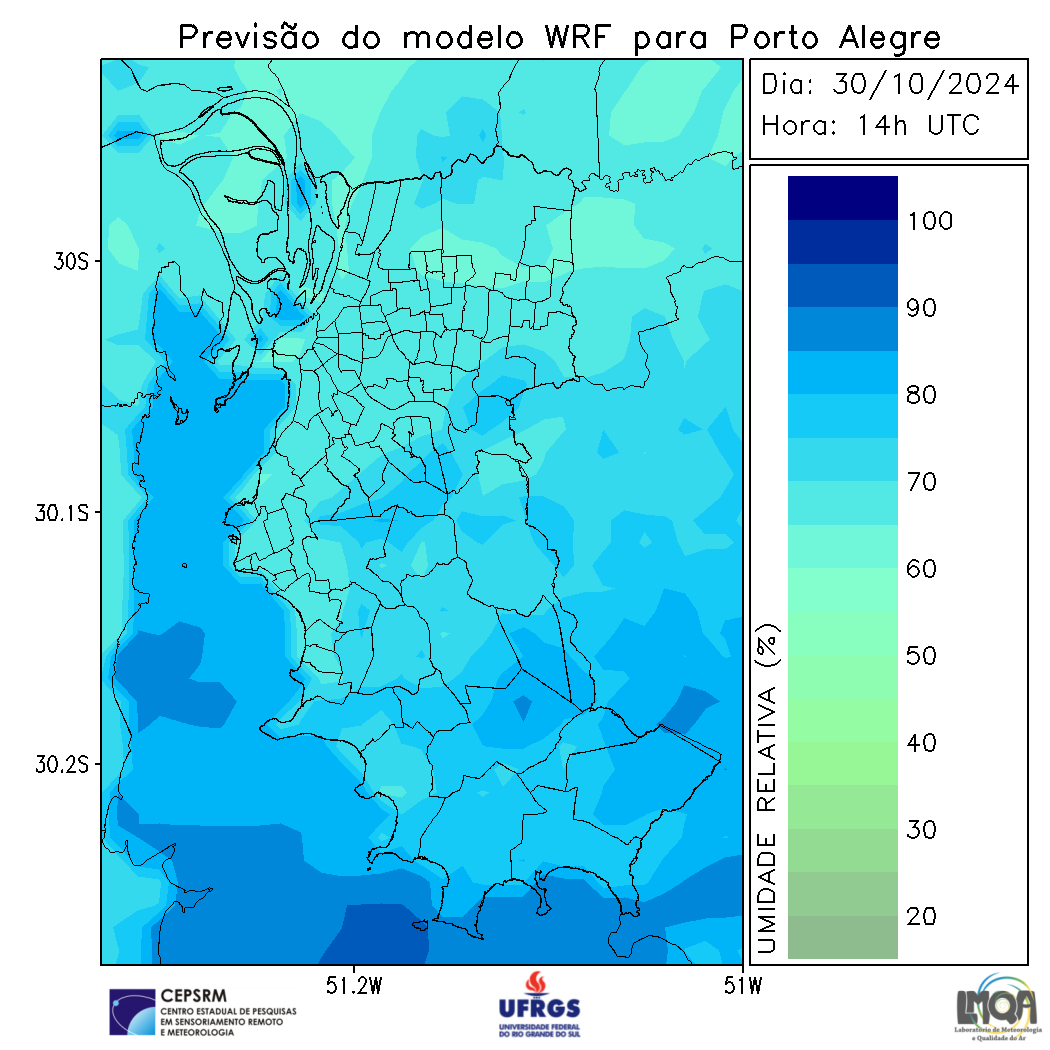 Previsão do modelo WRF para Porto Alegre
Dia: 30/10/2024
Hora: 14h UTC
30S
30.1S
30.2S
51.2W
51W
UMIDADE RELATIVA (%)
100
90
80
70
60
50
40
30
20
CEPSRM
CENTRO ESTADUAL DE PESQUISAS
EM SENSORIAMENTO REMOTO
E METEOROLOGIA
UFRGS
UNIVERSIDADE FEDERAL
DO RIO GRANDE DO SUL
LMQA
Laboratório de Meteorologia
e Qualidade do Ar